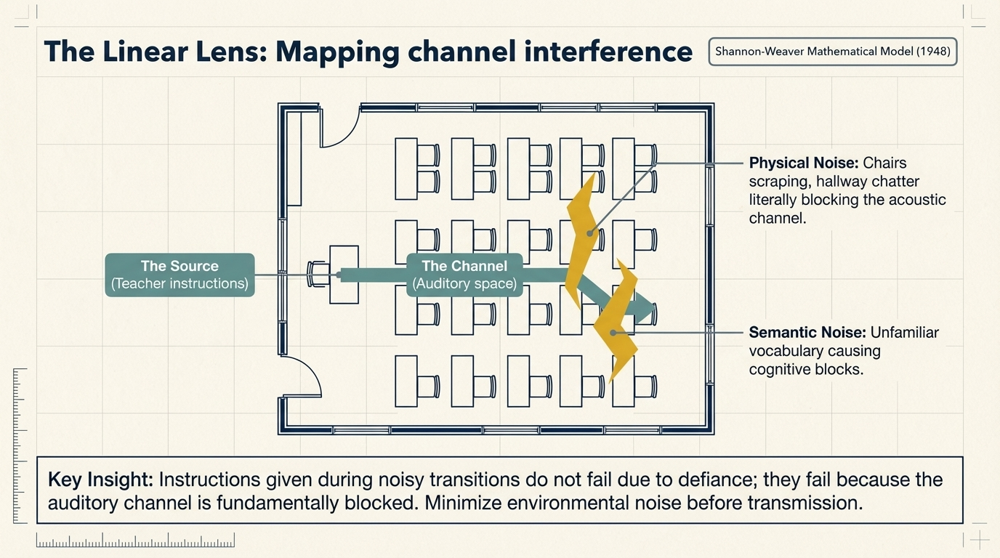 The Linear Lens: Mapping channel interference
Shannon-Weaver Mathematical Model (1948)
Physical Noise: Chairs
scraping, hallway chatter
literally blocking the acoustic
channel.
The Source
(Teacher instructions)
The Channel
(Auditory space)
Semantic Noise: Unfamiliar
vocabulary causing
cognitive blocks.
Key Insight: Instructions given during noisy transitions do not fail due to defiance; they fail because the
auditory channel is fundamentally blocked. Minimize environmental noise before transmission.